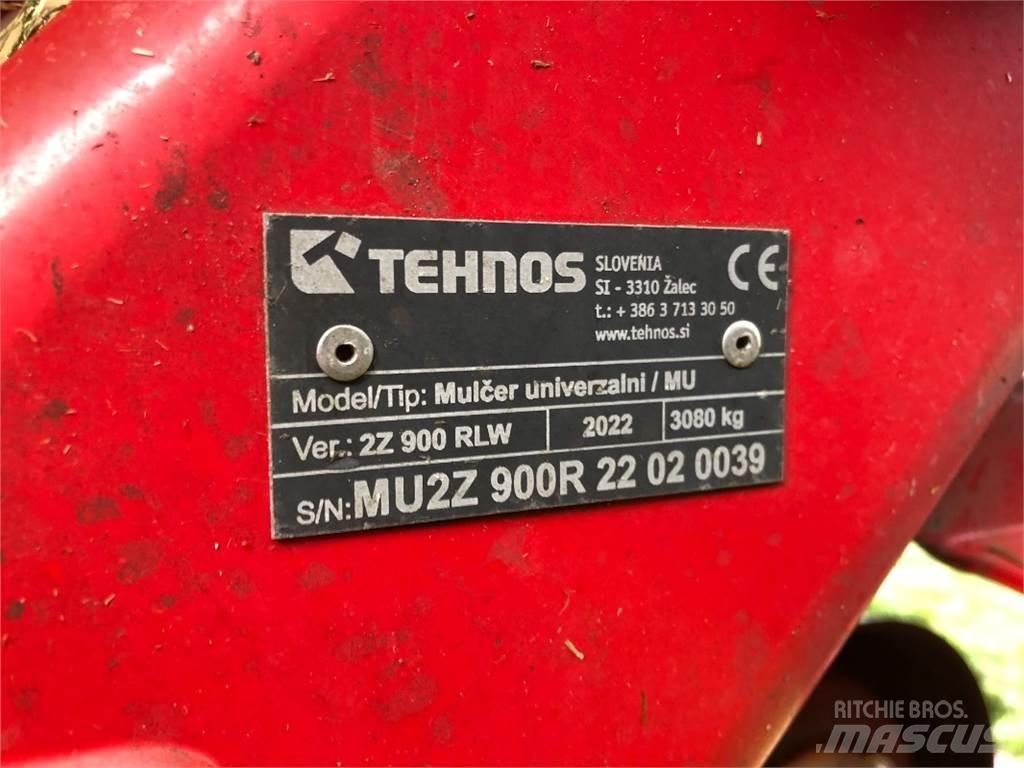 TEHNOS
SLOVENIA
SI - 3310 Žalec
t.: + 386 3 713 30 50
www.tehnos.si
CE
Model/Tip: Mulčer univerzalni / MU
Ver.: 2Z 900 RLW 2022 3080 kg
S/N: MU2Z 900R 22 02 0039
RITCHIE BROS.
MASCUS